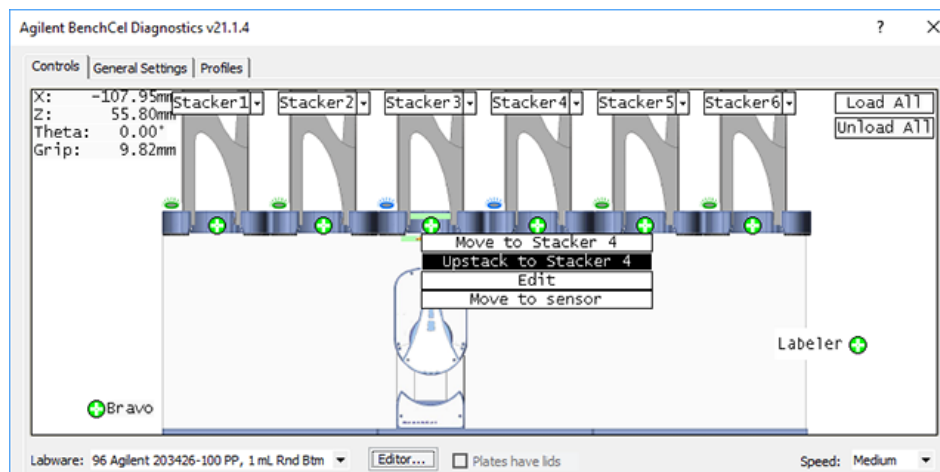 Agilent BenchCel Diagnostics v21.1.4
Controls General Settings Profiles
X: -107.95mm
Z: 55.80mm
Theta: 0.00°
Grip: 9.82mm
Stacker1 Stacker2 Stacker3 Stacker4 Stacker5 Stacker6
Load All
Unload All
Move to Stacker 4
Upstack to Stacker 4
Edit
Move to sensor
Labeler
Bravo
Labware: 96 Agilent 203426-100 PP, 1 mL Rnd Btm Editor... Plates have lids Speed: Medium